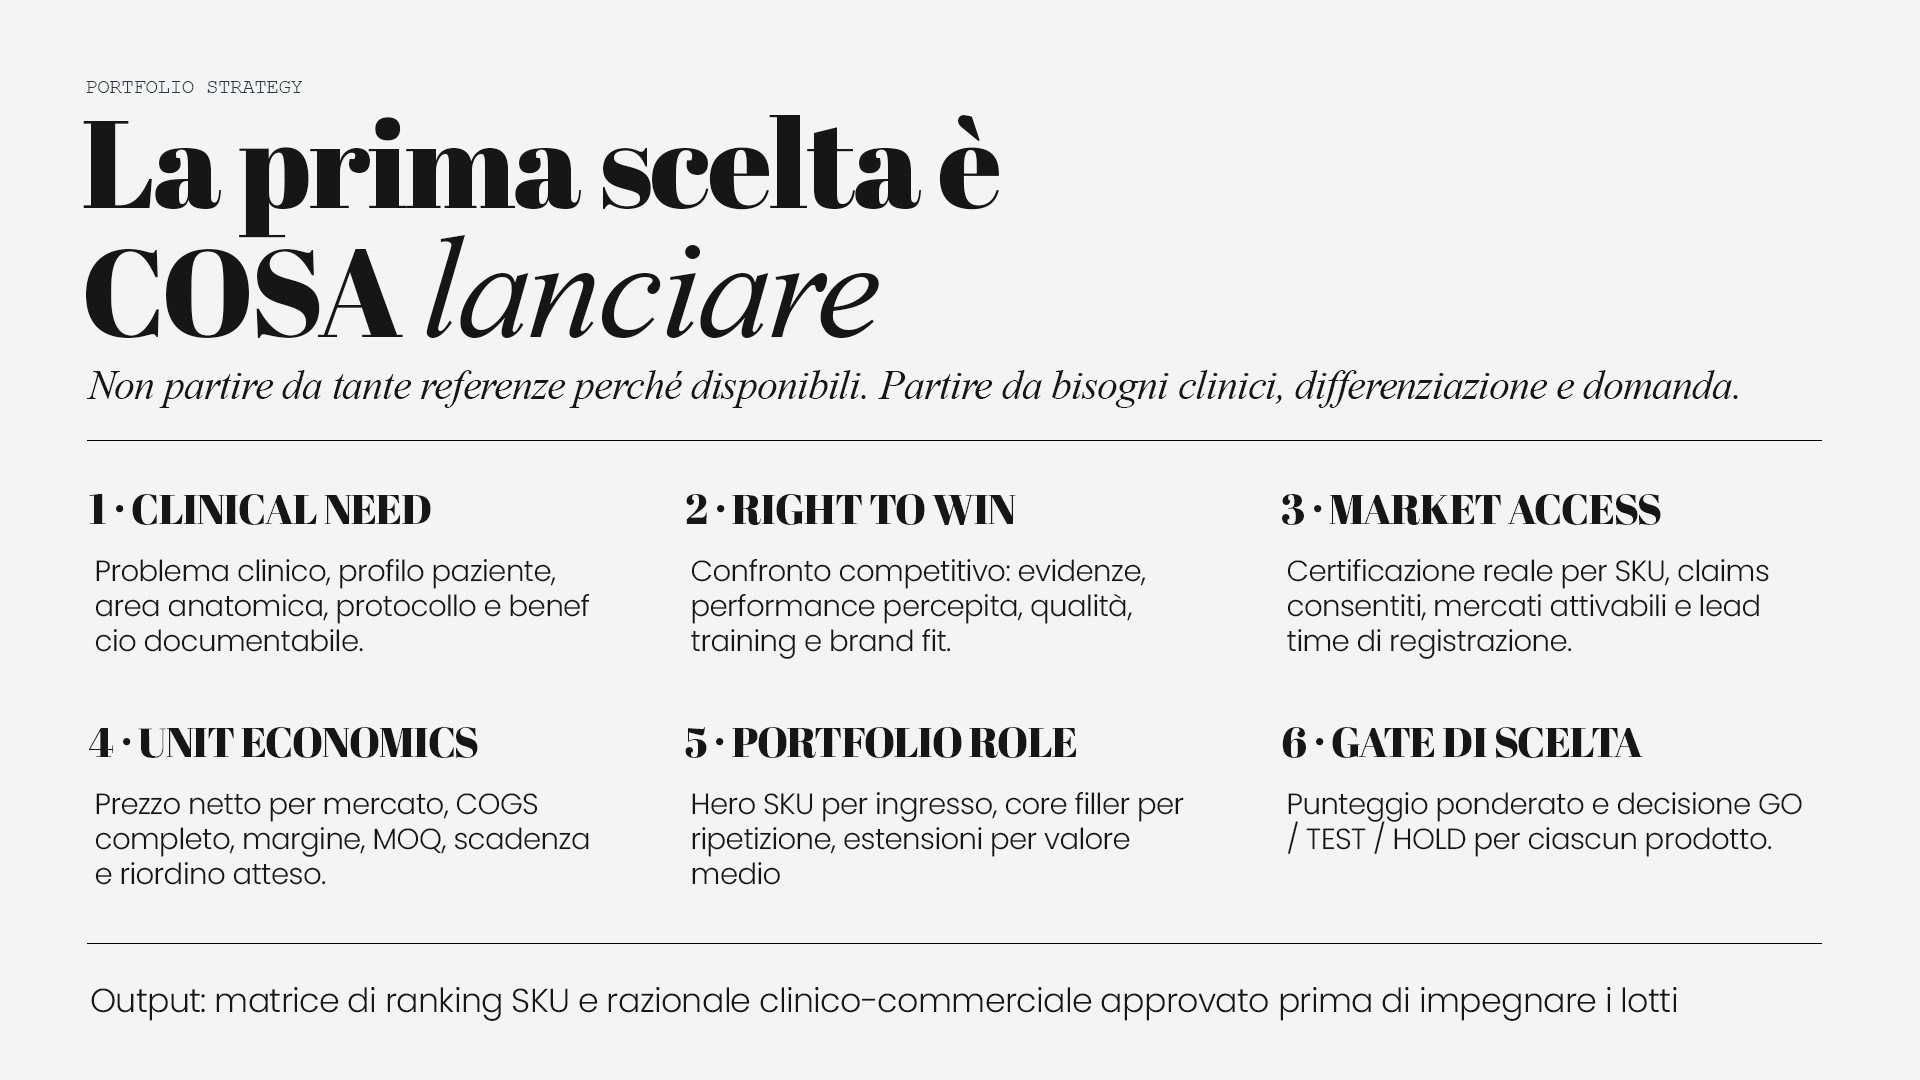 PORTFOLIO STRATEGY
La prima scelta è
COSA lanciare
Non partire da tante referenze perché disponibili. Partire da bisogni clinici, differenziazione e domanda.
1 · CLINICAL NEED
Problema clinico, profilo paziente,
area anatomica, protocollo e benef
cio documentabile.
2 · RIGHT TO WIN
Confronto competitivo: evidenze,
performance percepita, qualità,
training e brand fit.
3 · MARKET ACCESS
Certificazione reale per SKU, claims
consentiti, mercati attivabili e lead
time di registrazione.
4 · UNIT ECONOMICS
Prezzo netto per mercato, COGS
completo, margine, MOQ, scadenza
e riordino atteso.
5 · PORTFOLIO ROLE
Hero SKU per ingresso, core filler per
ripetizione, estensioni per valore
medio
6 · GATE DI SCELTA
Punteggio ponderato e decisione GO
/ TEST / HOLD per ciascun prodotto.
Output: matrice di ranking SKU e razionale clinico-commerciale approvato prima di impegnare i lotti